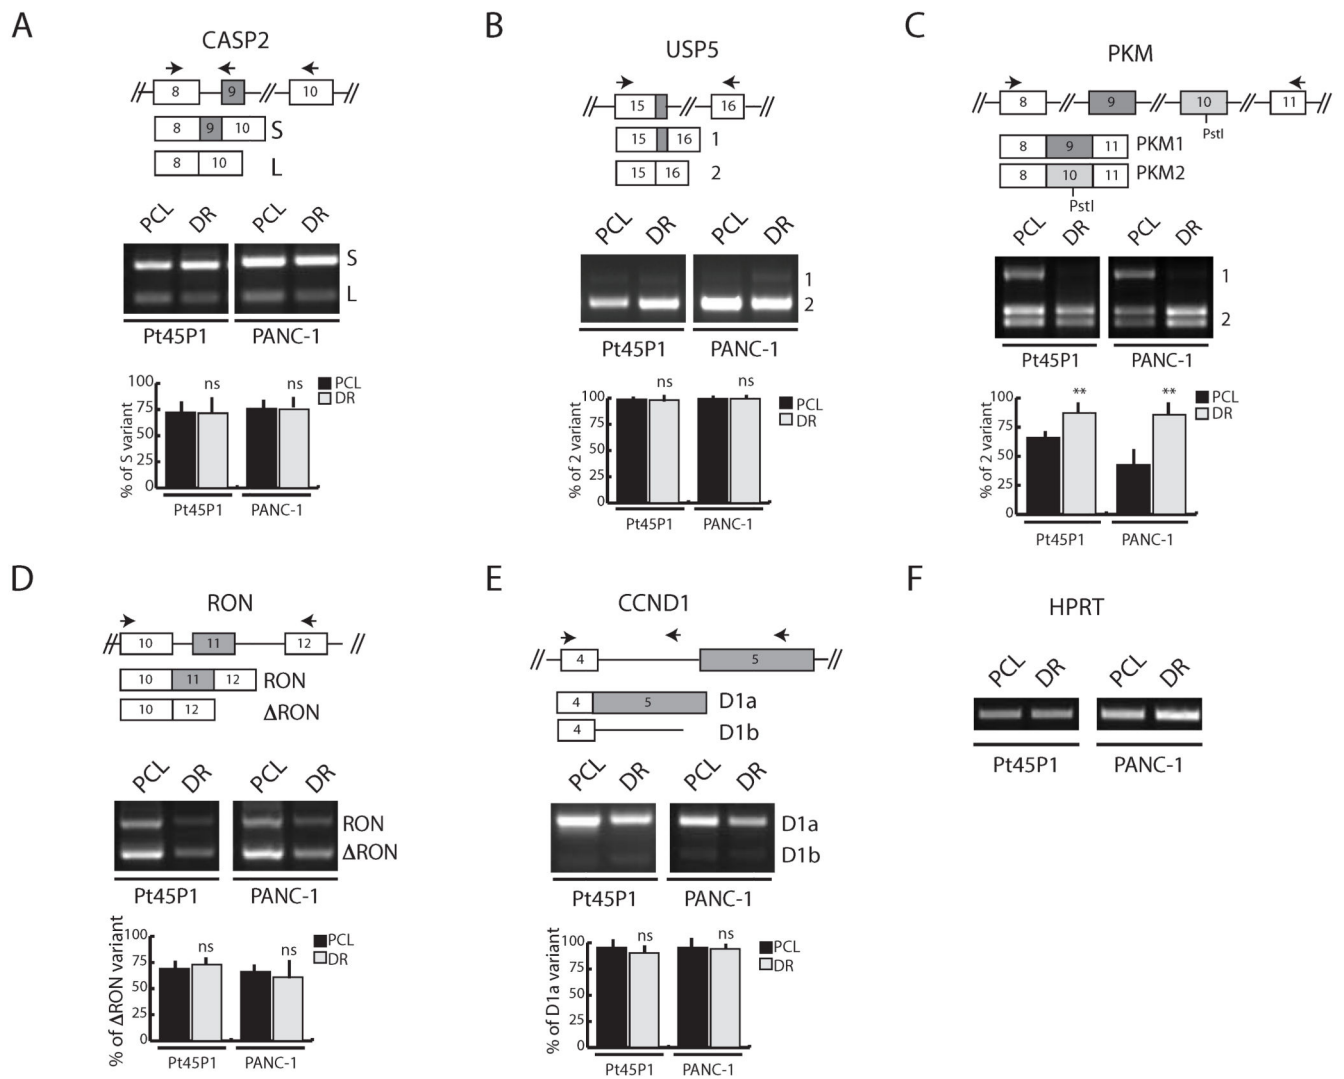 A
CASP2
8 9 10
8 9 10 S
8 10 L
PCL DR PCL DR
S
L
Pt45P1 PANC-1
% of S variant
100
75
50
25
0
ns ns
PCL
DR
Pt45P1 PANC-1
B
USP5
15 16
15 16 1
15 16 2
PCL DR PCL DR
1
2
Pt45P1 PANC-1
% of 2 variant
100
75
50
25
0
ns ns
PCL
DR
Pt45P1 PANC-1
C
PKM
8 9 10 11
PstI
8 9 11 PKM1
8 10 11 PKM2
PstI
PCL DR PCL DR
1
2
Pt45P1 PANC-1
% of 2 variant
100
75
50
25
0
** **
PCL
DR
Pt45P1 PANC-1
D
RON
10 11 12
10 11 12 RON
10 12 ΔRON
PCL DR PCL DR
RON
ΔRON
Pt45P1 PANC-1
% of ΔRON variant
100
75
50
25
0
ns ns
PCL
DR
Pt45P1 PANC-1
E
CCND1
4 5
4 5 D1a
4 D1b
PCL DR PCL DR
D1a
D1b
Pt45P1 PANC-1
% of D1a variant
100
75
50
25
0
ns ns
PCL
DR
Pt45P1 PANC-1
F
HPRT
PCL DR PCL DR
Pt45P1 PANC-1